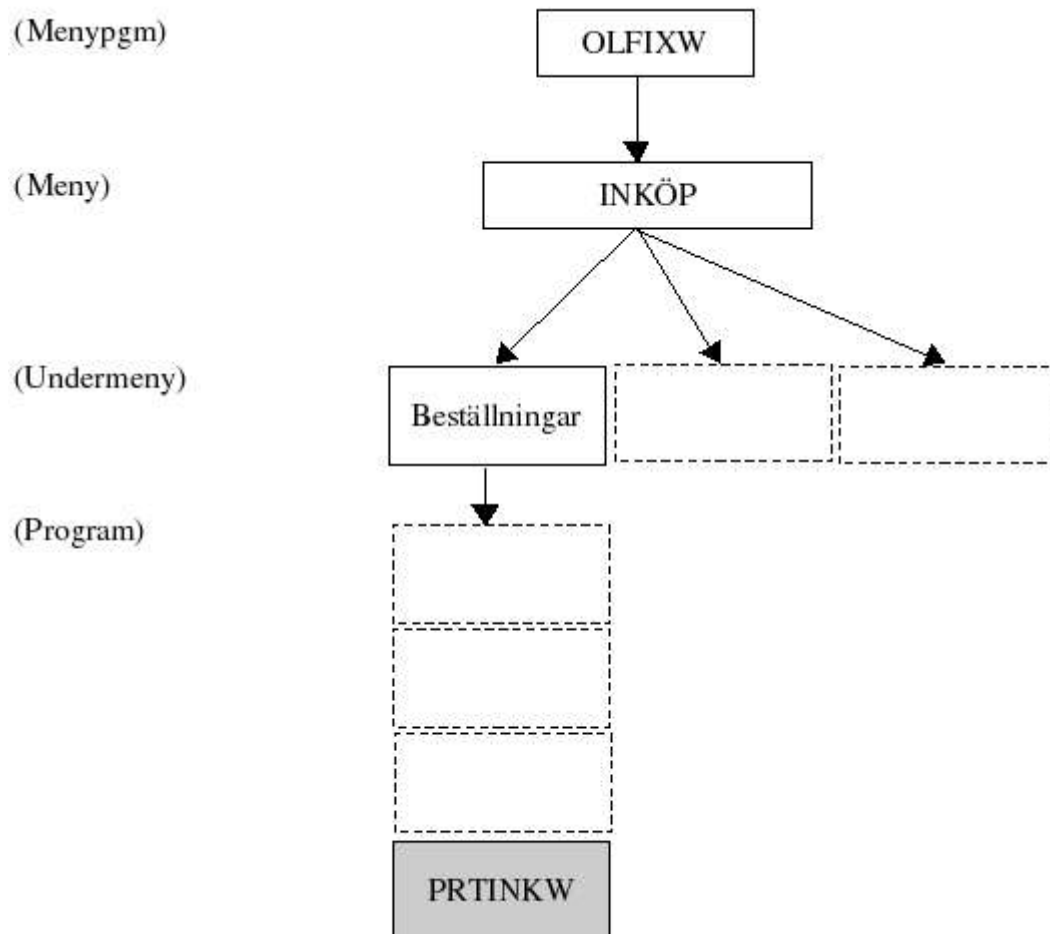 (Menypgm)
OLFIXW
(Meny)
INKÖP
(Undermeny)
Beställningar
(Program)
PRTINKW